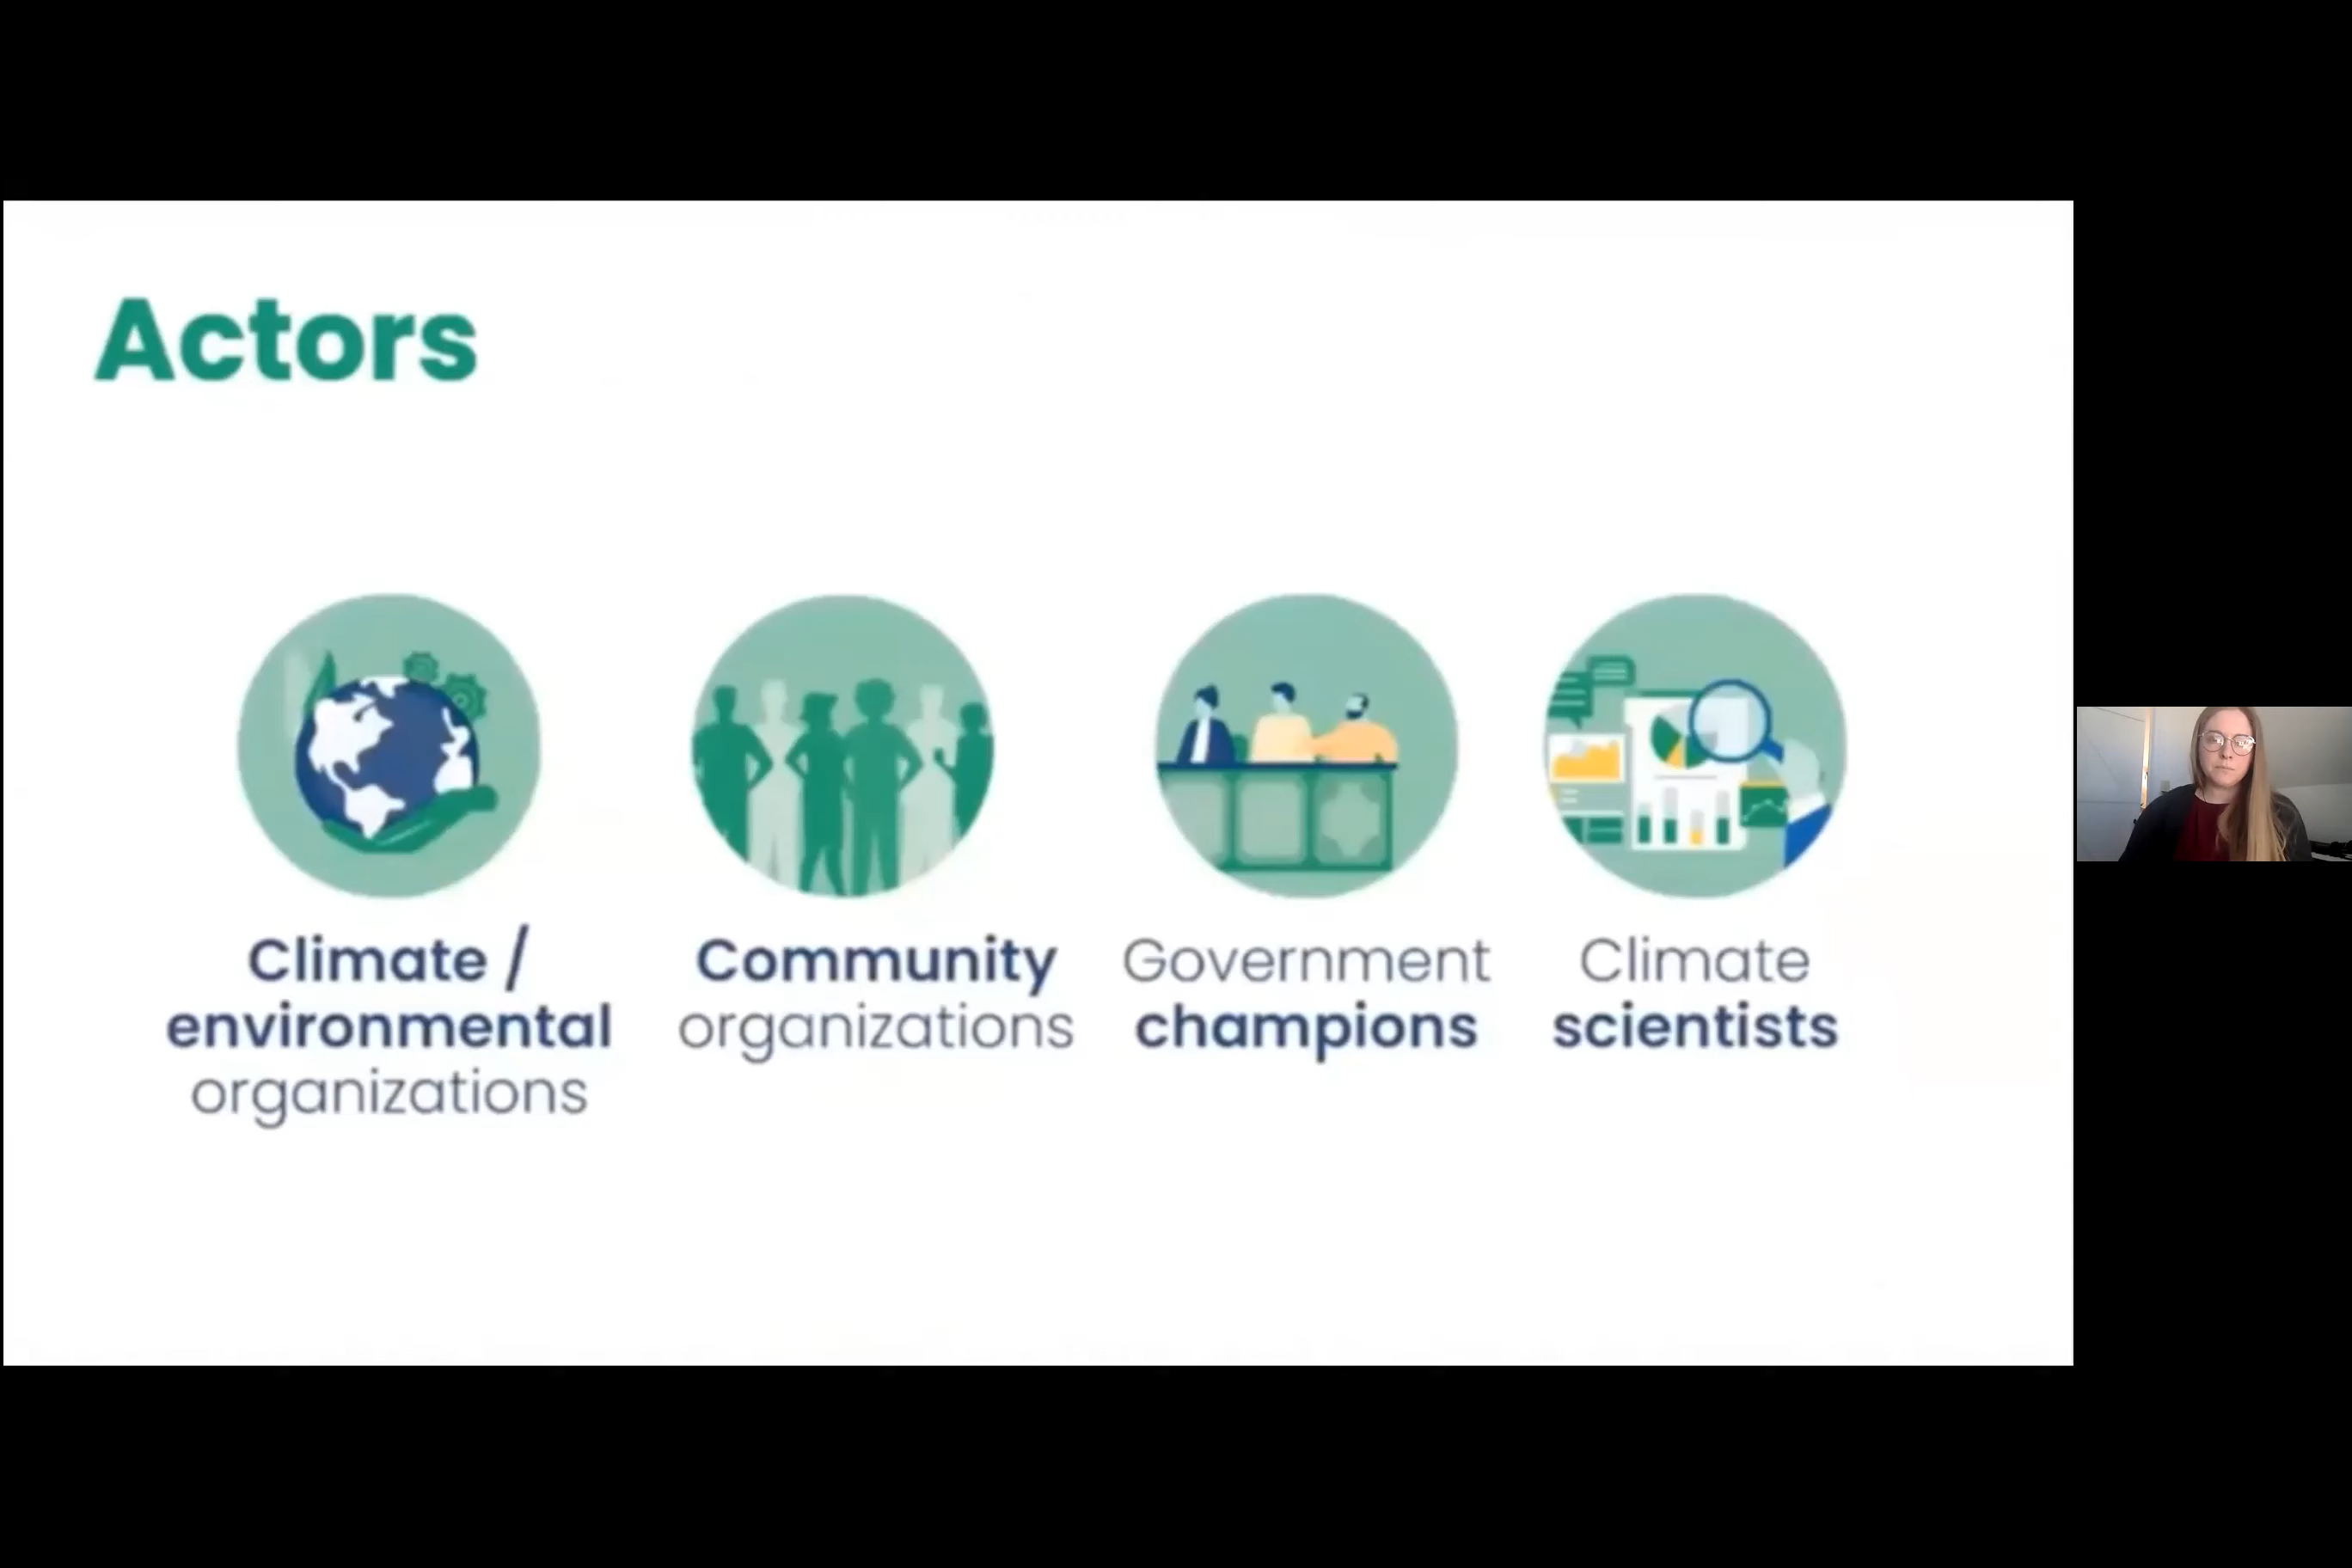 Actors
Climate /
environmental
organizations
Community
organizations
Government
champions
Climate
scientists